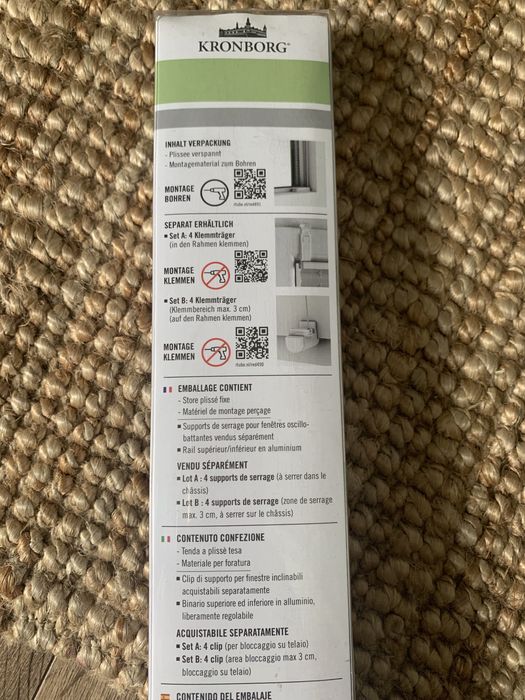 KRONBORG®
INHALT VERPACKUNG
- Plissee verspannt
- Montagematerial zum Bohren
MONTAGE
BOHREN
SEPARAT ERHÄLTLICH
▪ Set A: 4 Klemmträger
(in den Rahmen klemmen)
MONTAGE
KLEMMEN
▪ Set B: 4 Klemmträger
(Klemmbereich max. 3 cm)
(auf den Rahmen klemmen)
MONTAGE
KLEMMEN
EMBALLAGE CONTIENT
- Store plissé fixe
- Matériel de montage perçage
▪ Supports de serrage pour fenêtres oscillo-
battantes vendus séparément
▪ Rail supérieur/inférieur en aluminium
VENDU SÉPARÉMENT
▪ Lot A : 4 supports de serrage (à serrer dans le
châssis)
▪ Lot B : 4 supports de serrage (zone de serrage
max. 3 cm, à serrer sur le châssis)
CONTENUTO CONFEZIONE
- Tenda a plissè tesa
- Materiale per foratura
▪ Clip di supporto per finestre inclinabili
acquistabili separatamente
▪ Binario superiore ed inferiore in alluminio,
liberamente regolabile
ACQUISTABILE SEPARATAMENTE
▪ Set A: 4 clip (per bloccaggio su telaio)
▪ Set B: 4 clip (area bloccaggio max 3 cm,
bloccaggio su telaio)
CONTENIDO DEL EMBALAJE